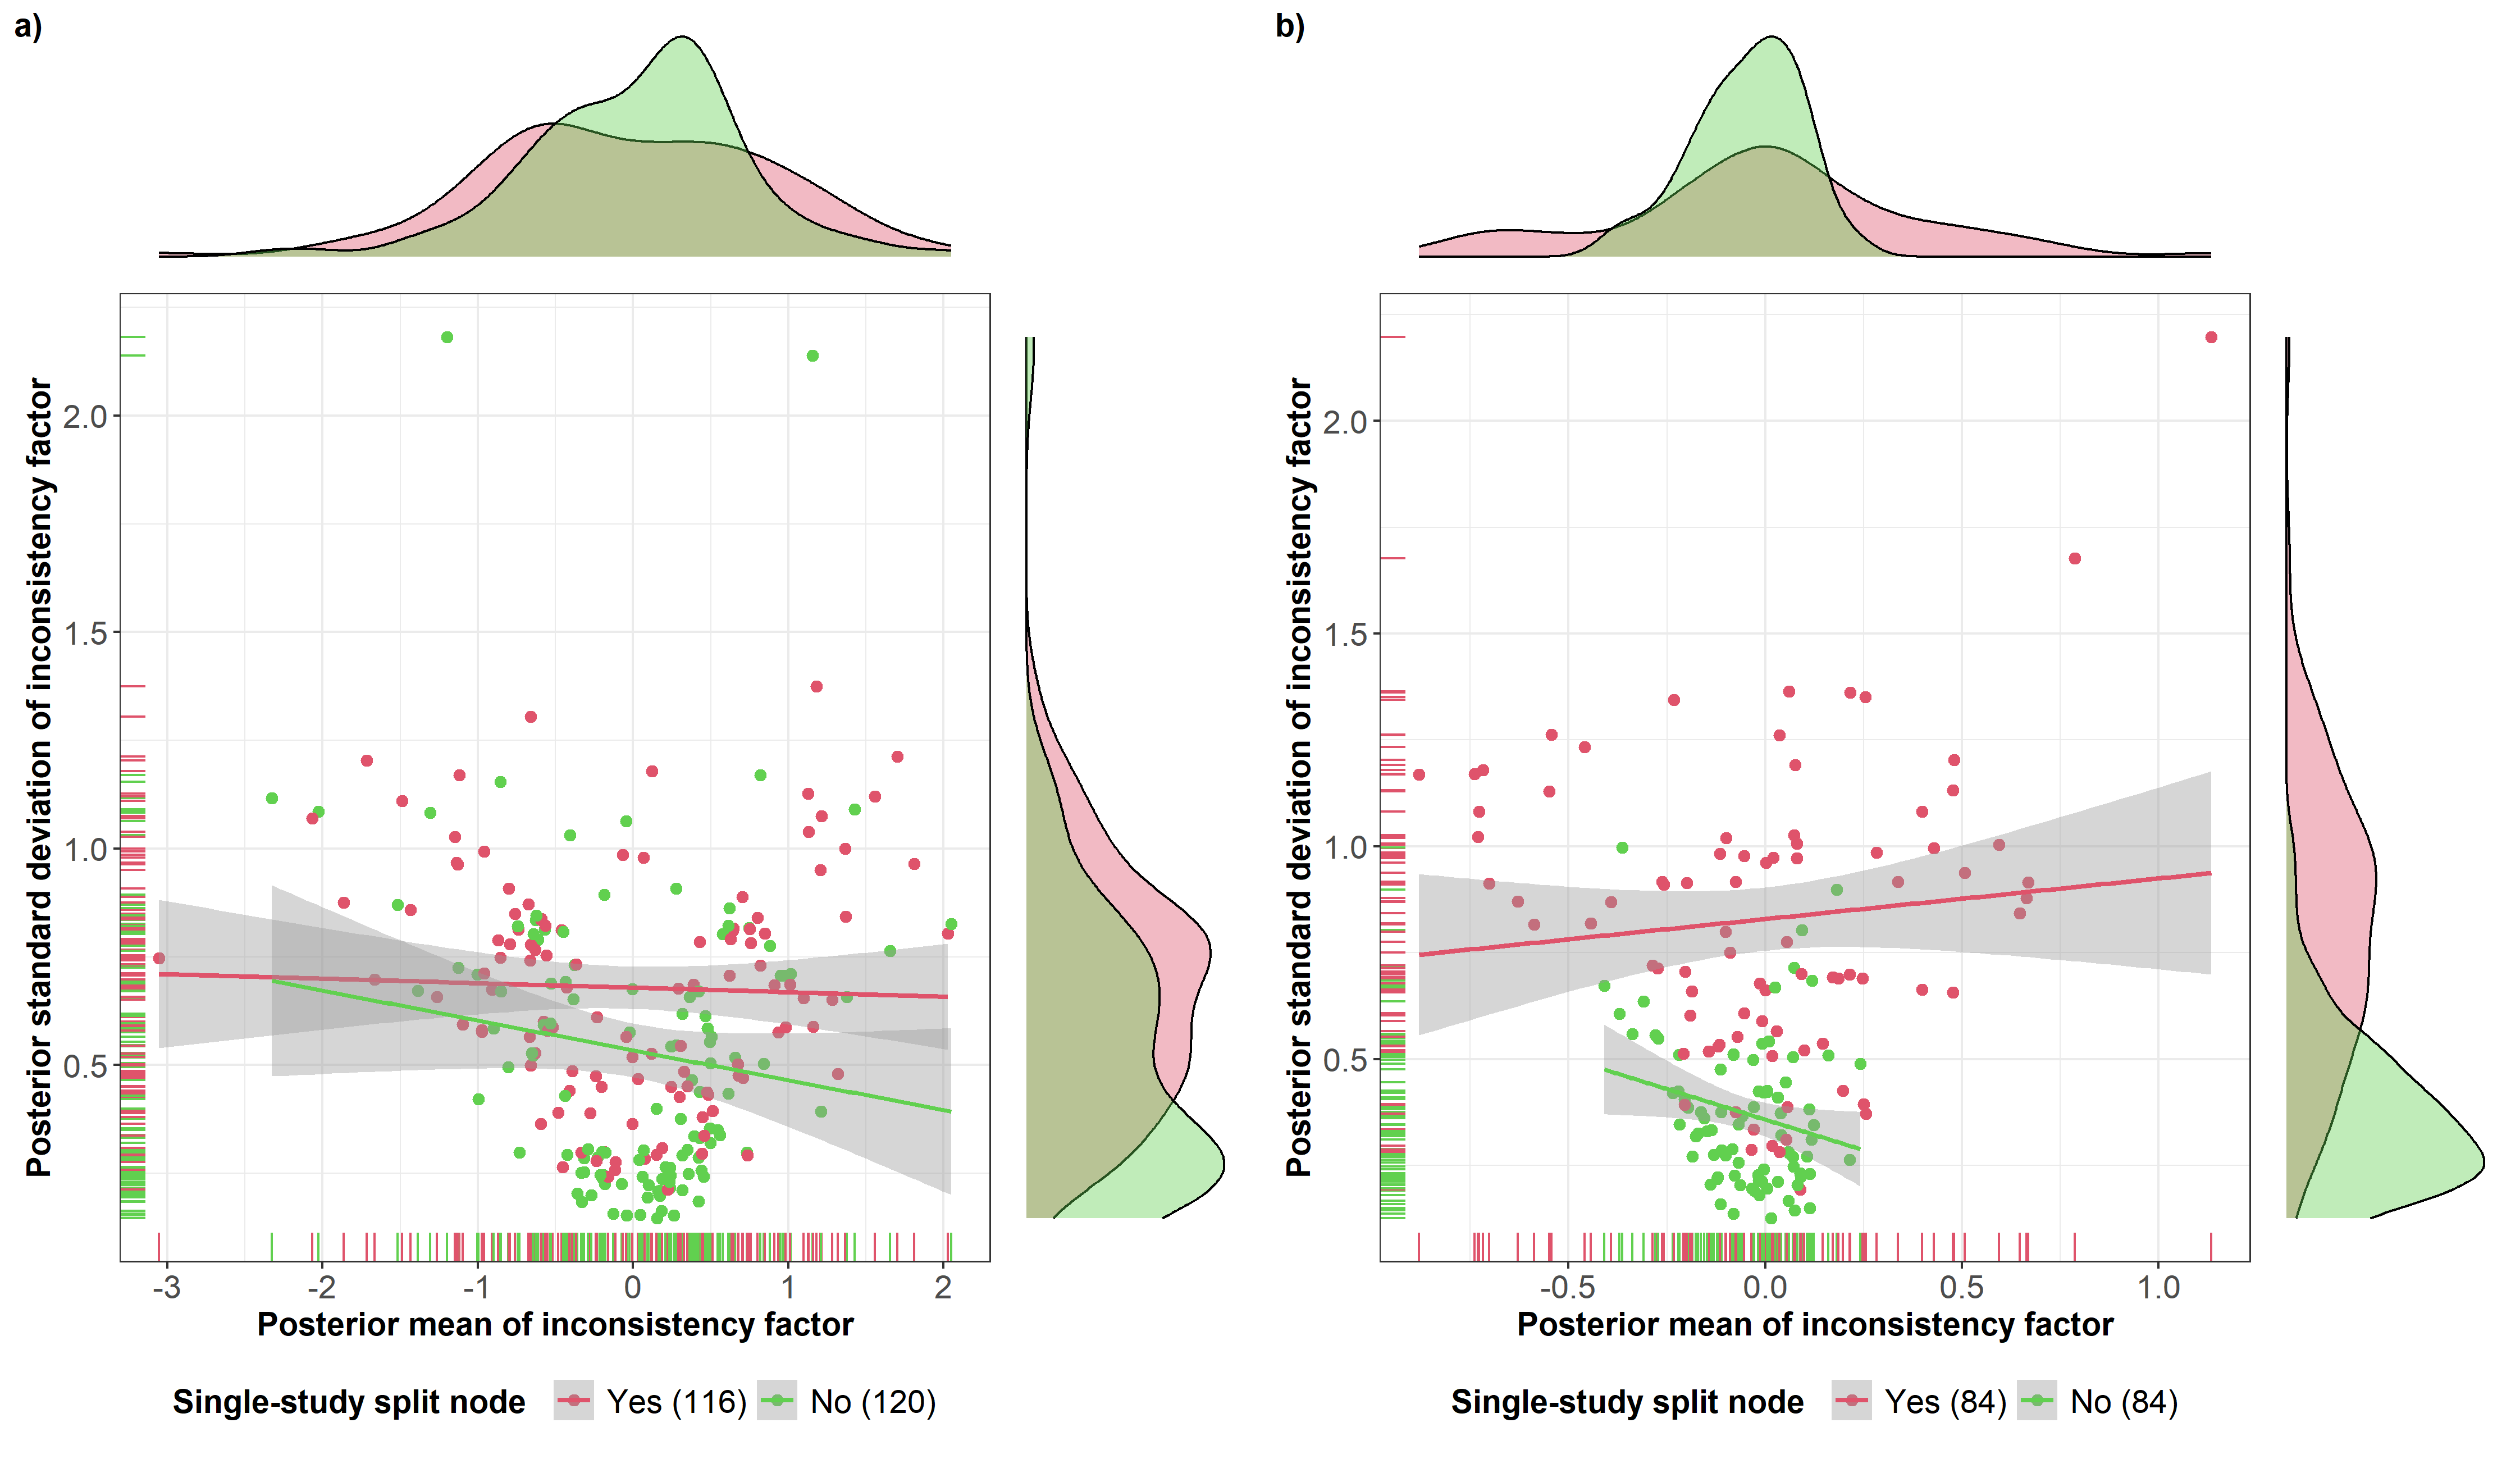 a)
Posterior standard deviation of inconsistency factor
2.0
1.5
1.0
0.5
-3 -2 -1 0 1 2
Posterior mean of inconsistency factor
Single-study split node Yes (116) No (120)
b)
Posterior standard deviation of inconsistency factor
2.0
1.5
1.0
0.5
-0.5 0.0 0.5 1.0
Posterior mean of inconsistency factor
Single-study split node Yes (84) No (84)